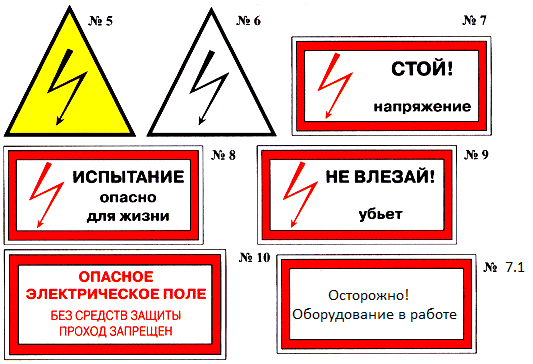 № 5
№ 6
№ 7
СТОЙ!
напряжение
№ 8
ИСПЫТАНИЕ
опасно
для жизни
№ 9
НЕ ВЛЕЗАЙ!
убьет
№ 10
ОПАСНОЕ
ЭЛЕКТРИЧЕСКОЕ ПОЛЕ
БЕЗ СРЕДСТВ ЗАЩИТЫ
ПРОХОД ЗАПРЕЩЕН
№ 7.1
Осторожно!
Оборудование в работе